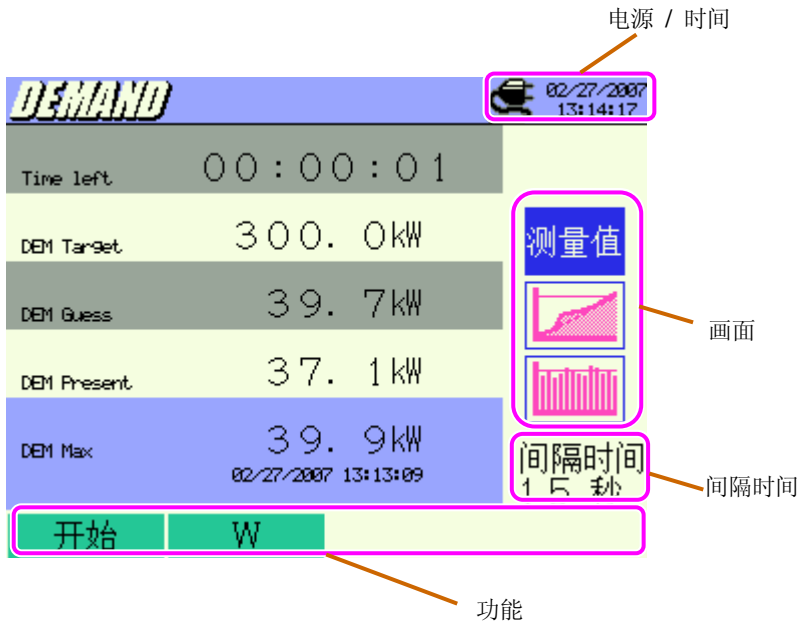 电源 / 时间
DEMAND
02/27/2007
13:14:17
Time left
00:00:01
DEM Target
300.0kW
测量值
DEM Guess
39.7kW
画面
DEM Present
37.1kW
DEM Max
39.9kW
02/27/2007 13:13:09
间隔时间
15 秒
间隔时间
开始
W
功能